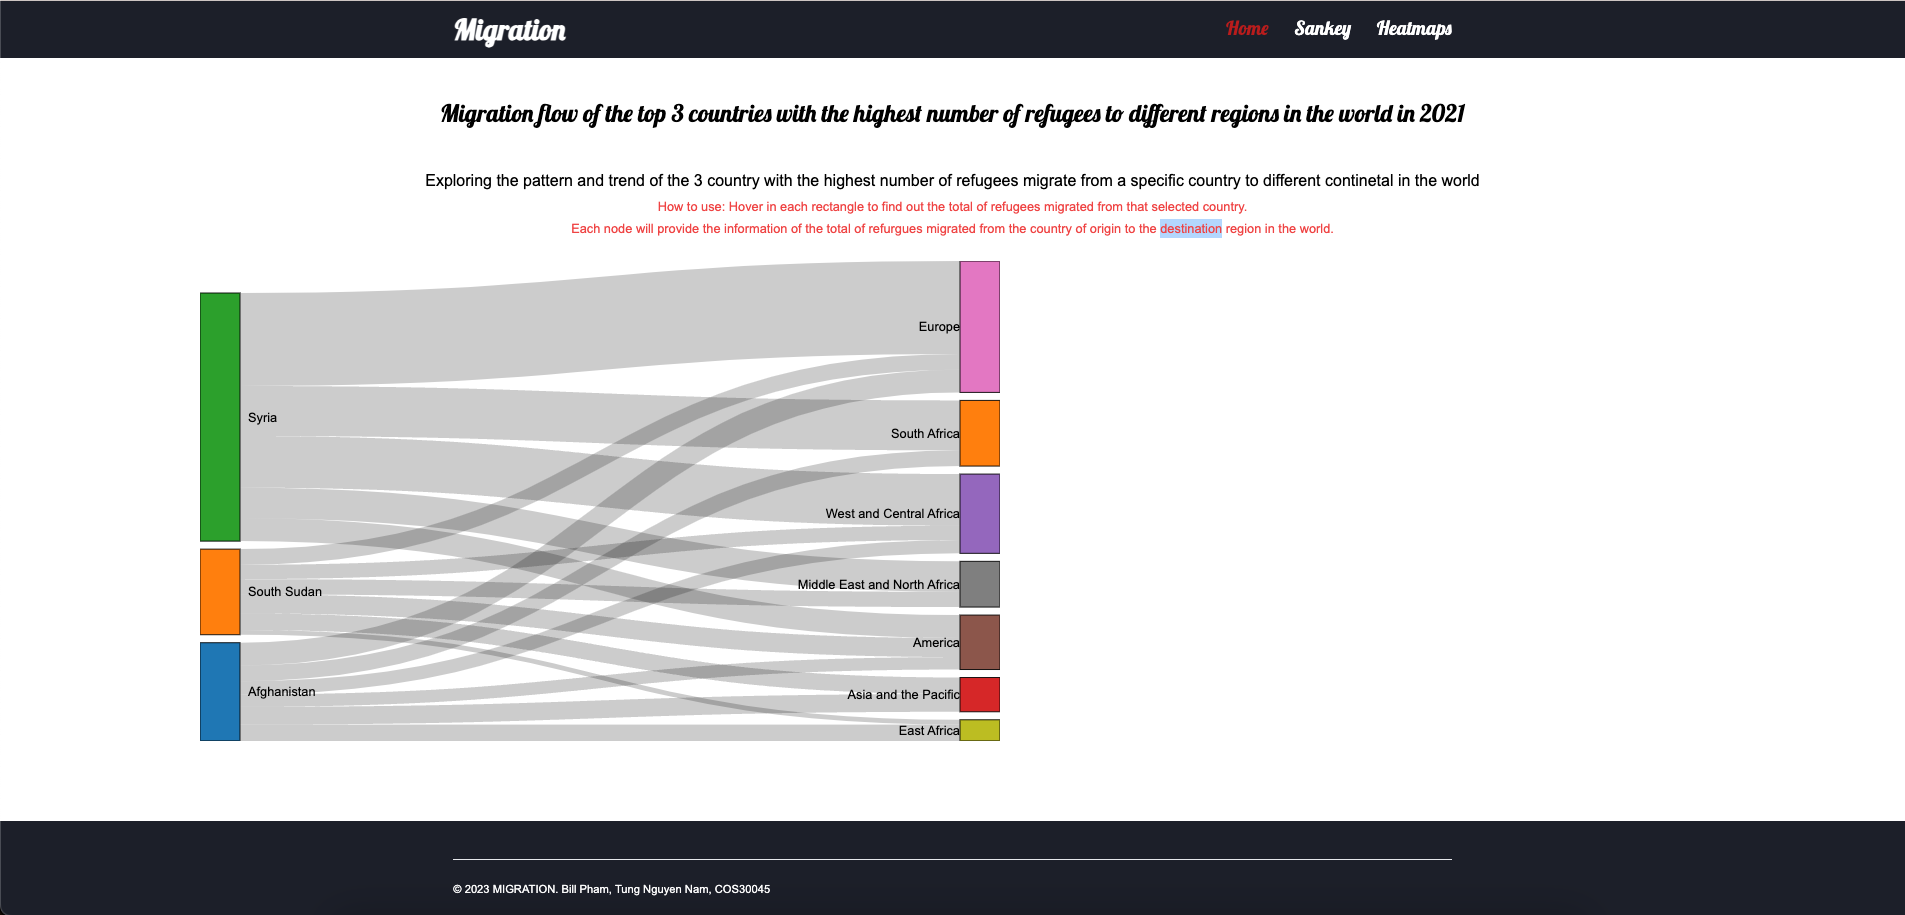 Migration
Home Sankey Heatmaps
Migration flow of the top 3 countries with the highest number of refugees to different regions in the world in 2021
Exploring the pattern and trend of the 3 country with the highest number of refugees migrate from a specific country to different continetal in the world
How to use: Hover in each rectangle to find out the total of refugees migrated from that selected country.
Each node will provide the information of the total of refurgues migrated from the country of origin to the destination region in the world.
Europe
Syria
South Africa
West and Central Africa
Middle East and North Africa
South Sudan
America
Afghanistan
Asia and the Pacific
East Africa
© 2023 MIGRATION. Bill Pham, Tung Nguyen Nam, COS30045